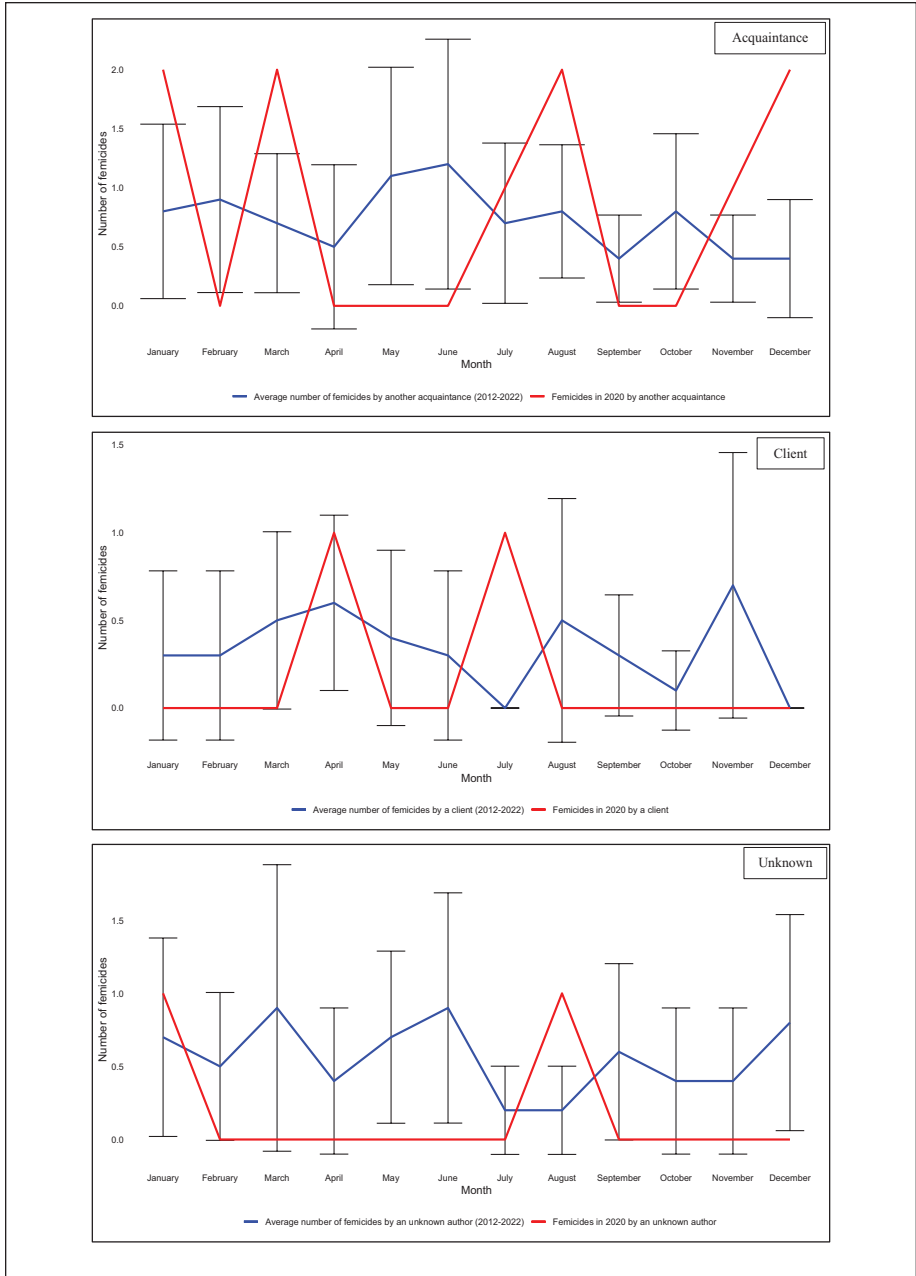 Acquaintance
Number of femicides
2.0
1.5
1.0
0.5
0.0
January February March April May June July August September October November December
Month
Average number of femicides by another acquaintance (2012-2022) Femicides in 2020 by another acquaintance
Client
Number of femicides
1.5
1.0
0.5
0.0
January February March April May June July August September October November December
Month
Average number of femicides by a client (2012-2022) Femicides in 2020 by a client
Unknown
Number of femicides
1.5
1.0
0.5
0.0
January February March April May June July August September October November December
Month
Average number of femicides by an unknown author (2012-2022) Femicides in 2020 by an unknown author